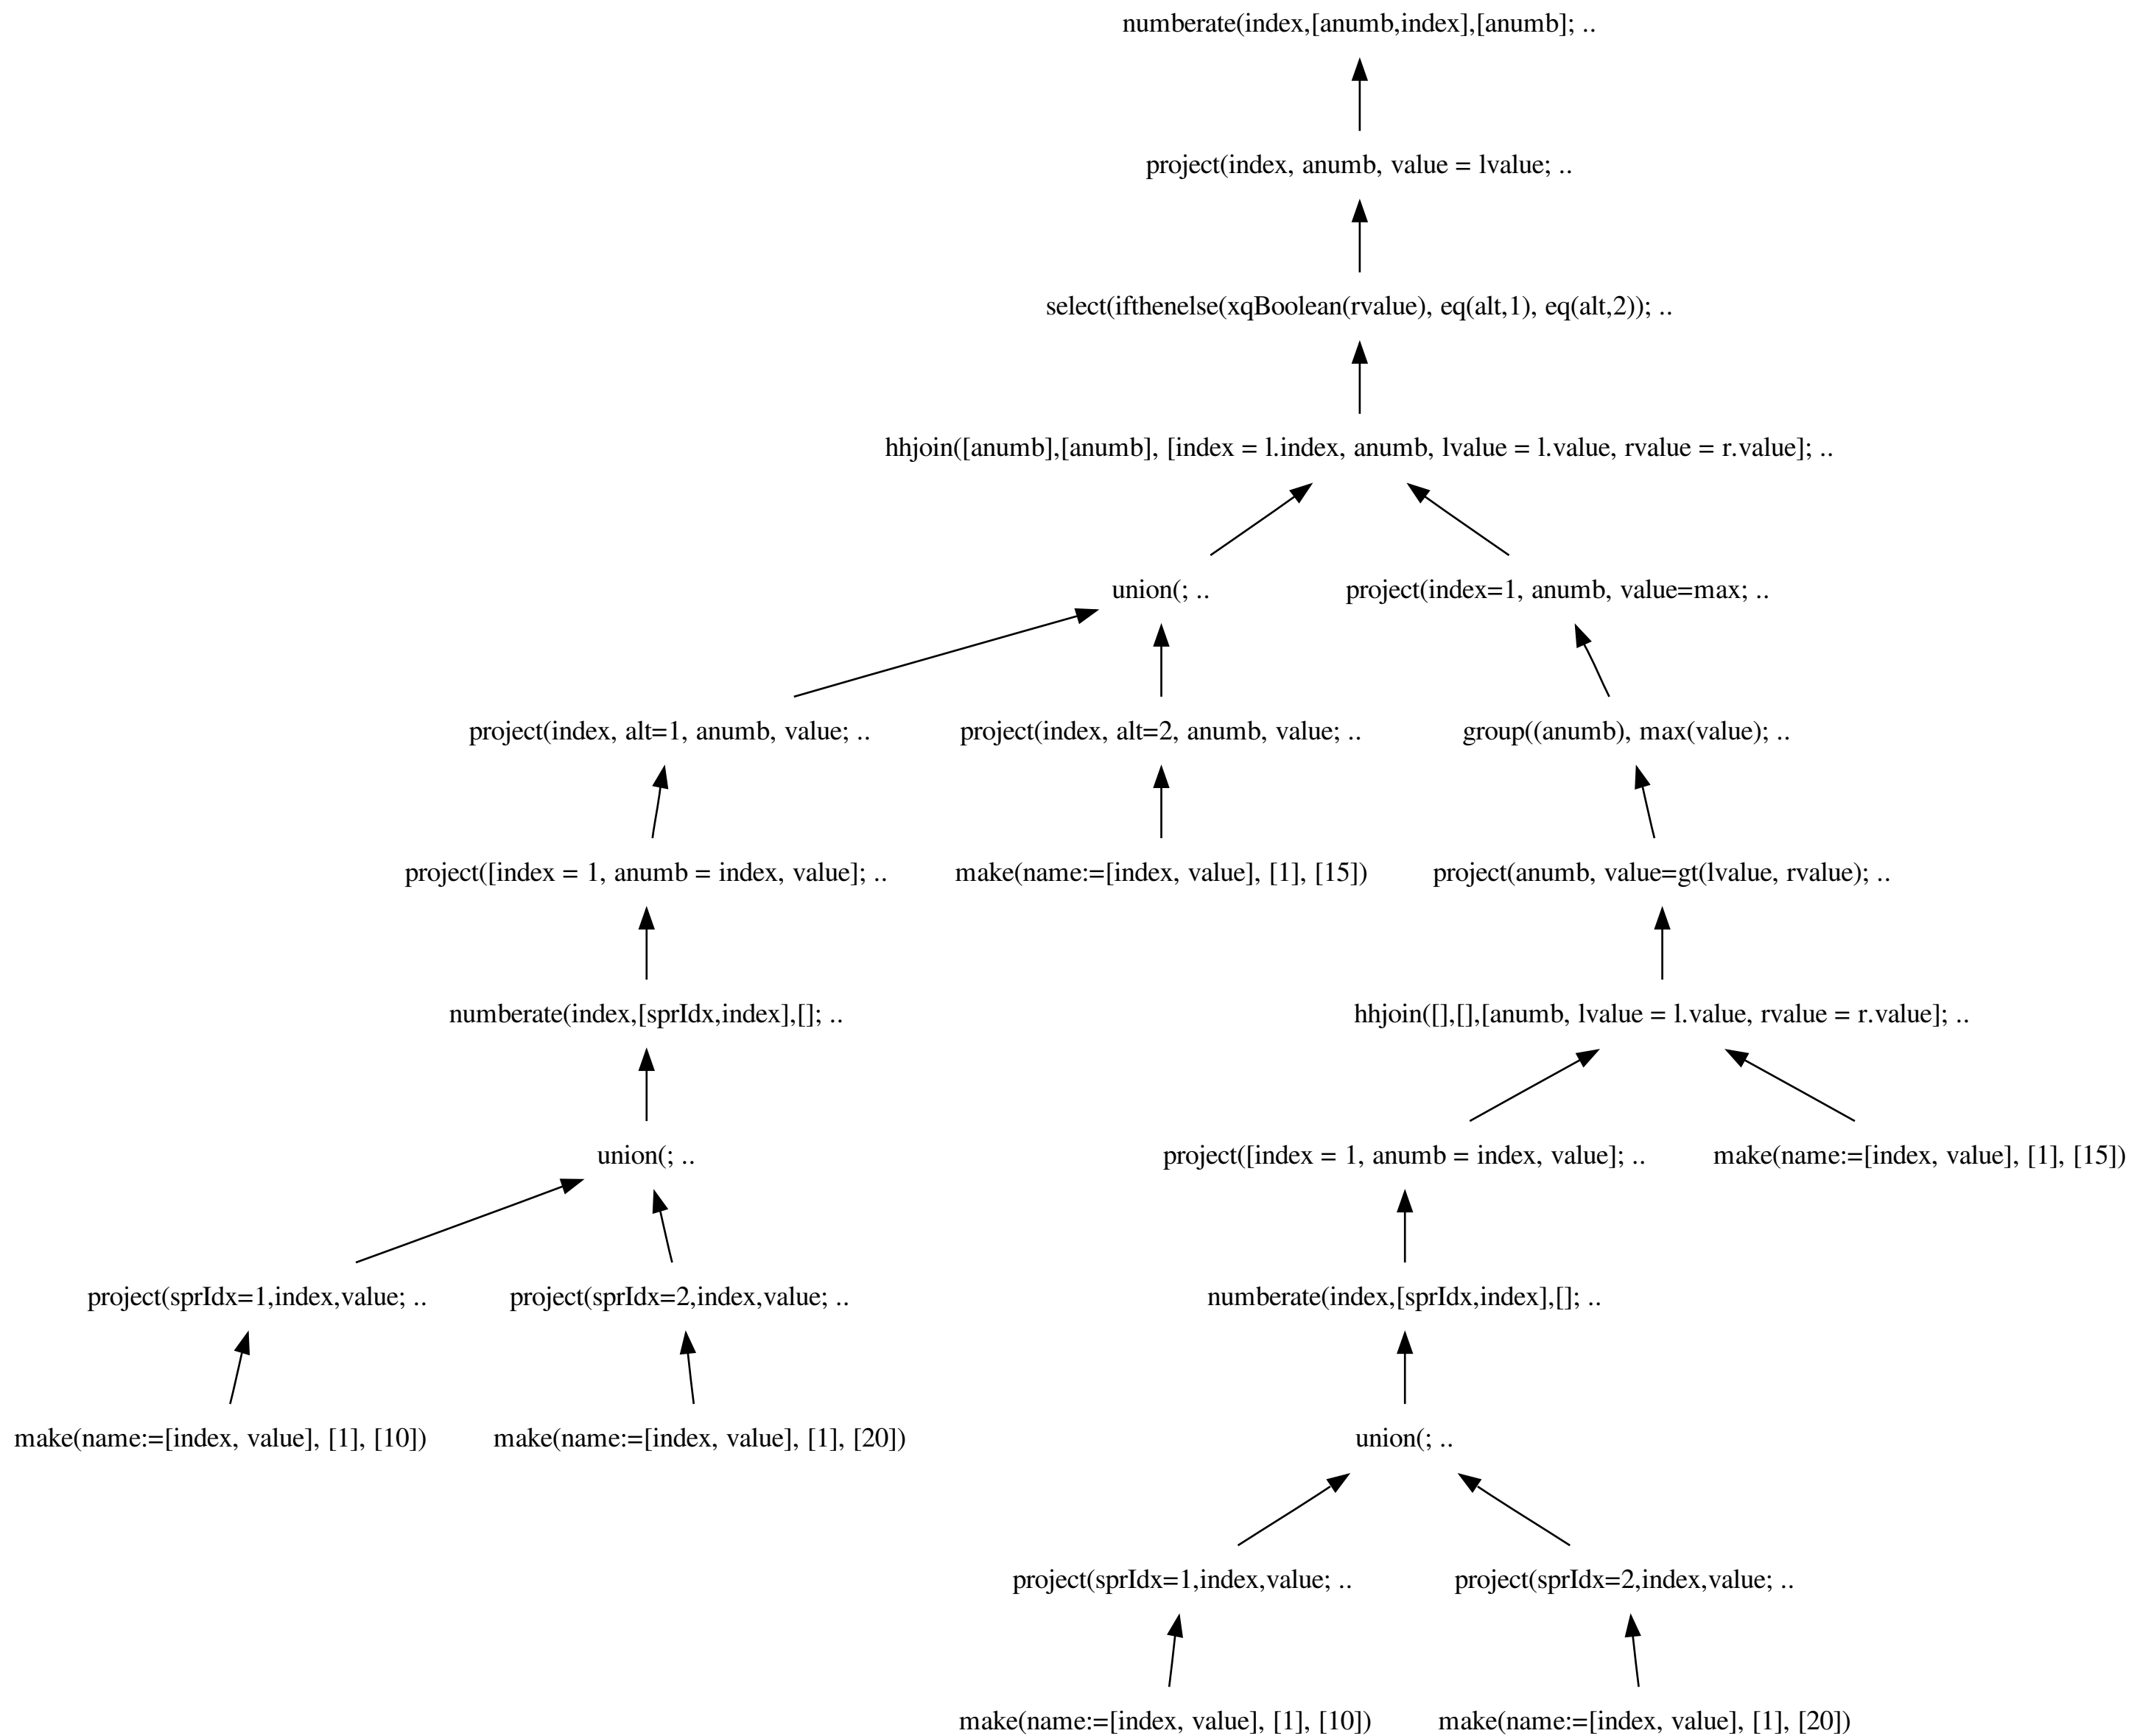 numberate(index,[anumb,index],[anumb]; ..
project(index, anumb, value = lvalue; ..
select(ifthenelse(xqBoolean(rvalue), eq(alt,1), eq(alt,2)); ..
hhjoin([anumb],[anumb], [index = l.index, anumb, lvalue = l.value, rvalue = r.value]; ..
union(; ..
project(index=1, anumb, value=max; ..
project(index, alt=1, anumb, value; ..
project(index, alt=2, anumb, value; ..
group((anumb), max(value); ..
project([index = 1, anumb = index, value]; ..
make(name:=[index, value], [1], [15])
project(anumb, value=gt(lvalue, rvalue); ..
numberate(index,[sprIdx,index],[]; ..
hhjoin([],[],[anumb, lvalue = l.value, rvalue = r.value]; ..
union(; ..
project([index = 1, anumb = index, value]; ..
make(name:=[index, value], [1], [15])
project(sprIdx=1,index,value; ..
project(sprIdx=2,index,value; ..
numberate(index,[sprIdx,index],[]; ..
make(name:=[index, value], [1], [10])
make(name:=[index, value], [1], [20])
union(; ..
project(sprIdx=1,index,value; ..
project(sprIdx=2,index,value; ..
make(name:=[index, value], [1], [10])
make(name:=[index, value], [1], [20])